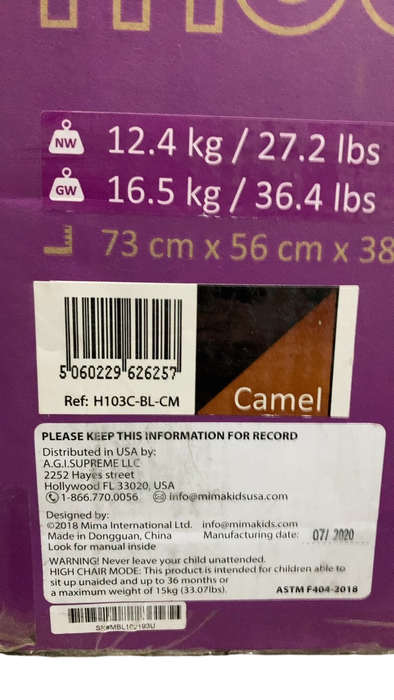 NW 12.4 kg / 27.2 lbs
GW 16.5 kg / 36.4 lbs
73 cm x 56 cm x 38
5 060229 626257
Ref: H103C-BL-CM
Camel
PLEASE KEEP THIS INFORMATION FOR RECORD
Distributed in USA by:
A.G.I.SUPREME LLC
2252 Hayes street
Hollywood FL 33020, USA
1-866.770.0056 info@mimakidsusa.com
Designed by:
©2018 Mima International Ltd. info@mimakids.com
Made in Dongguan, China Manufacturing date: 07/ 2020
Look for manual inside
WARNING! Never leave your child unattended.
HIGH CHAIR MODE: This product is intended for children able to
sit up unaided and up to 36 months or
a maximum weight of 15kg (33.07lbs). ASTM F404-2018